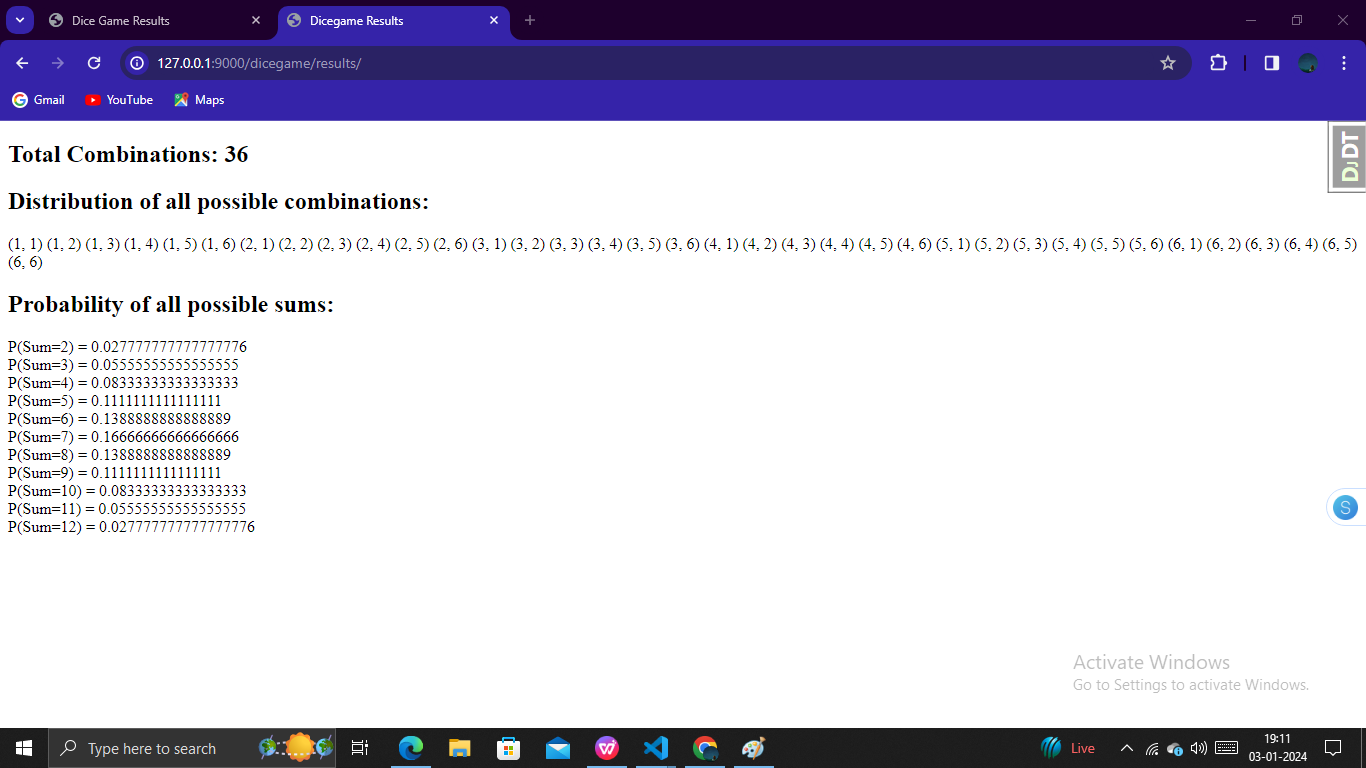 Dice Game Results
Dicegame Results
127.0.0.1:9000/dicegame/results/
Gmail
YouTube
Maps
DjDT
Total Combinations: 36
Distribution of all possible combinations:
(1, 1) (1, 2) (1, 3) (1, 4) (1, 5) (1, 6) (2, 1) (2, 2) (2, 3) (2, 4) (2, 5) (2, 6) (3, 1) (3, 2) (3, 3) (3, 4) (3, 5) (3, 6) (4, 1) (4, 2) (4, 3) (4, 4) (4, 5) (4, 6) (5, 1) (5, 2) (5, 3) (5, 4) (5, 5) (5, 6) (6, 1) (6, 2) (6, 3) (6, 4) (6, 5)
(6, 6)
Probability of all possible sums:
P(Sum=2) = 0.027777777777777776
P(Sum=3) = 0.05555555555555555
P(Sum=4) = 0.08333333333333333
P(Sum=5) = 0.1111111111111111
P(Sum=6) = 0.1388888888888889
P(Sum=7) = 0.16666666666666666
P(Sum=8) = 0.1388888888888889
P(Sum=9) = 0.1111111111111111
P(Sum=10) = 0.08333333333333333
P(Sum=11) = 0.05555555555555555
P(Sum=12) = 0.027777777777777776
S
Activate Windows
Go to Settings to activate Windows.
Type here to search
Live
19:11
03-01-2024